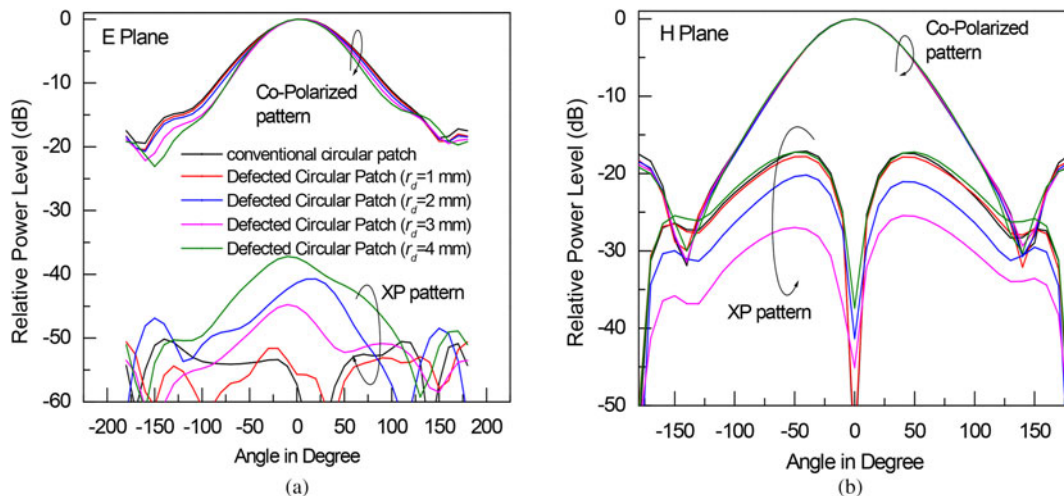 (a)
E Plane
Co-Polarized
pattern
conventional circular patch
Defected Circular Patch (r_d=1 mm)
Defected Circular Patch (r_d=2 mm)
Defected Circular Patch (r_d=3 mm)
Defected Circular Patch (r_d=4 mm)
XP pattern
Relative Power Level (dB)
0
-10
-20
-30
-40
-50
-60
-200 -150 -100 -50 0 50 100 150 200
Angle in Degree
(a)
H Plane
Co-Polarized
pattern
XP pattern
Relative Power Level (dB)
0
-10
-20
-30
-40
-50
-150 -100 -50 0 50 100 150
Angle in Degree
(b)